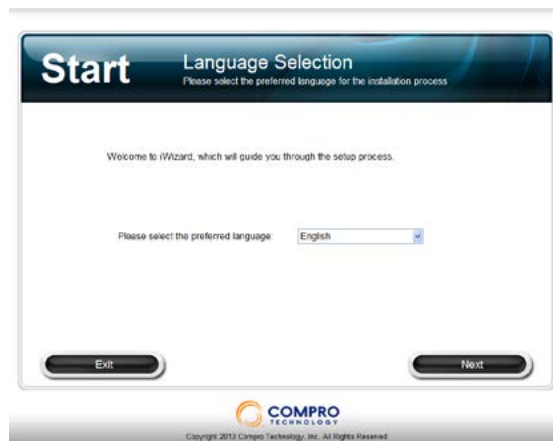 Start
Language Selection
Please select the preferred language for the installation process
Welcome to iWizard, which will guide you through the setup process.
Please select the preferred language:
English
Exit
Next
COMPRO
TECHNOLOGY
Copyright 2013 Compro Technology, Inc. All Rights Reserved